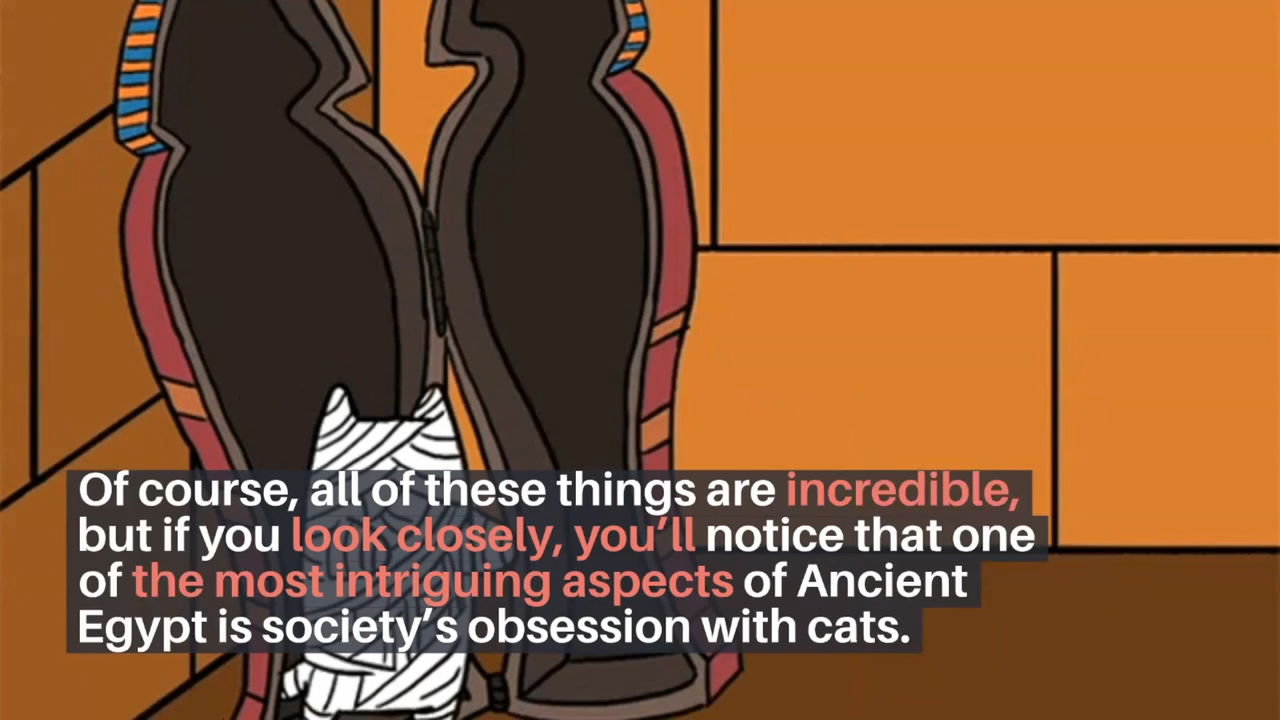 Of course, all of these things are incredible,
but if you look closely, you’ll notice that one
of the most intriguing aspects of Ancient
Egypt is society’s obsession with cats.